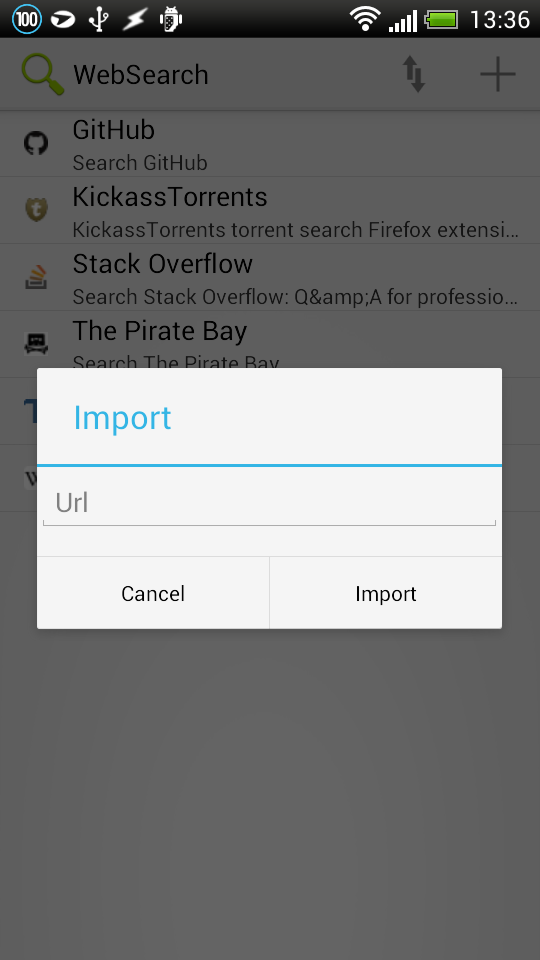 100
13:36
WebSearch
GitHub
Search GitHub
KickassTorrents
KickassTorrents torrent search Firefox extensi...
Stack Overflow
Search Stack Overflow: Q&amp;A for professio...
The Pirate Bay
Search The Pirate Bay
T
W
Import
Url
Cancel
Import